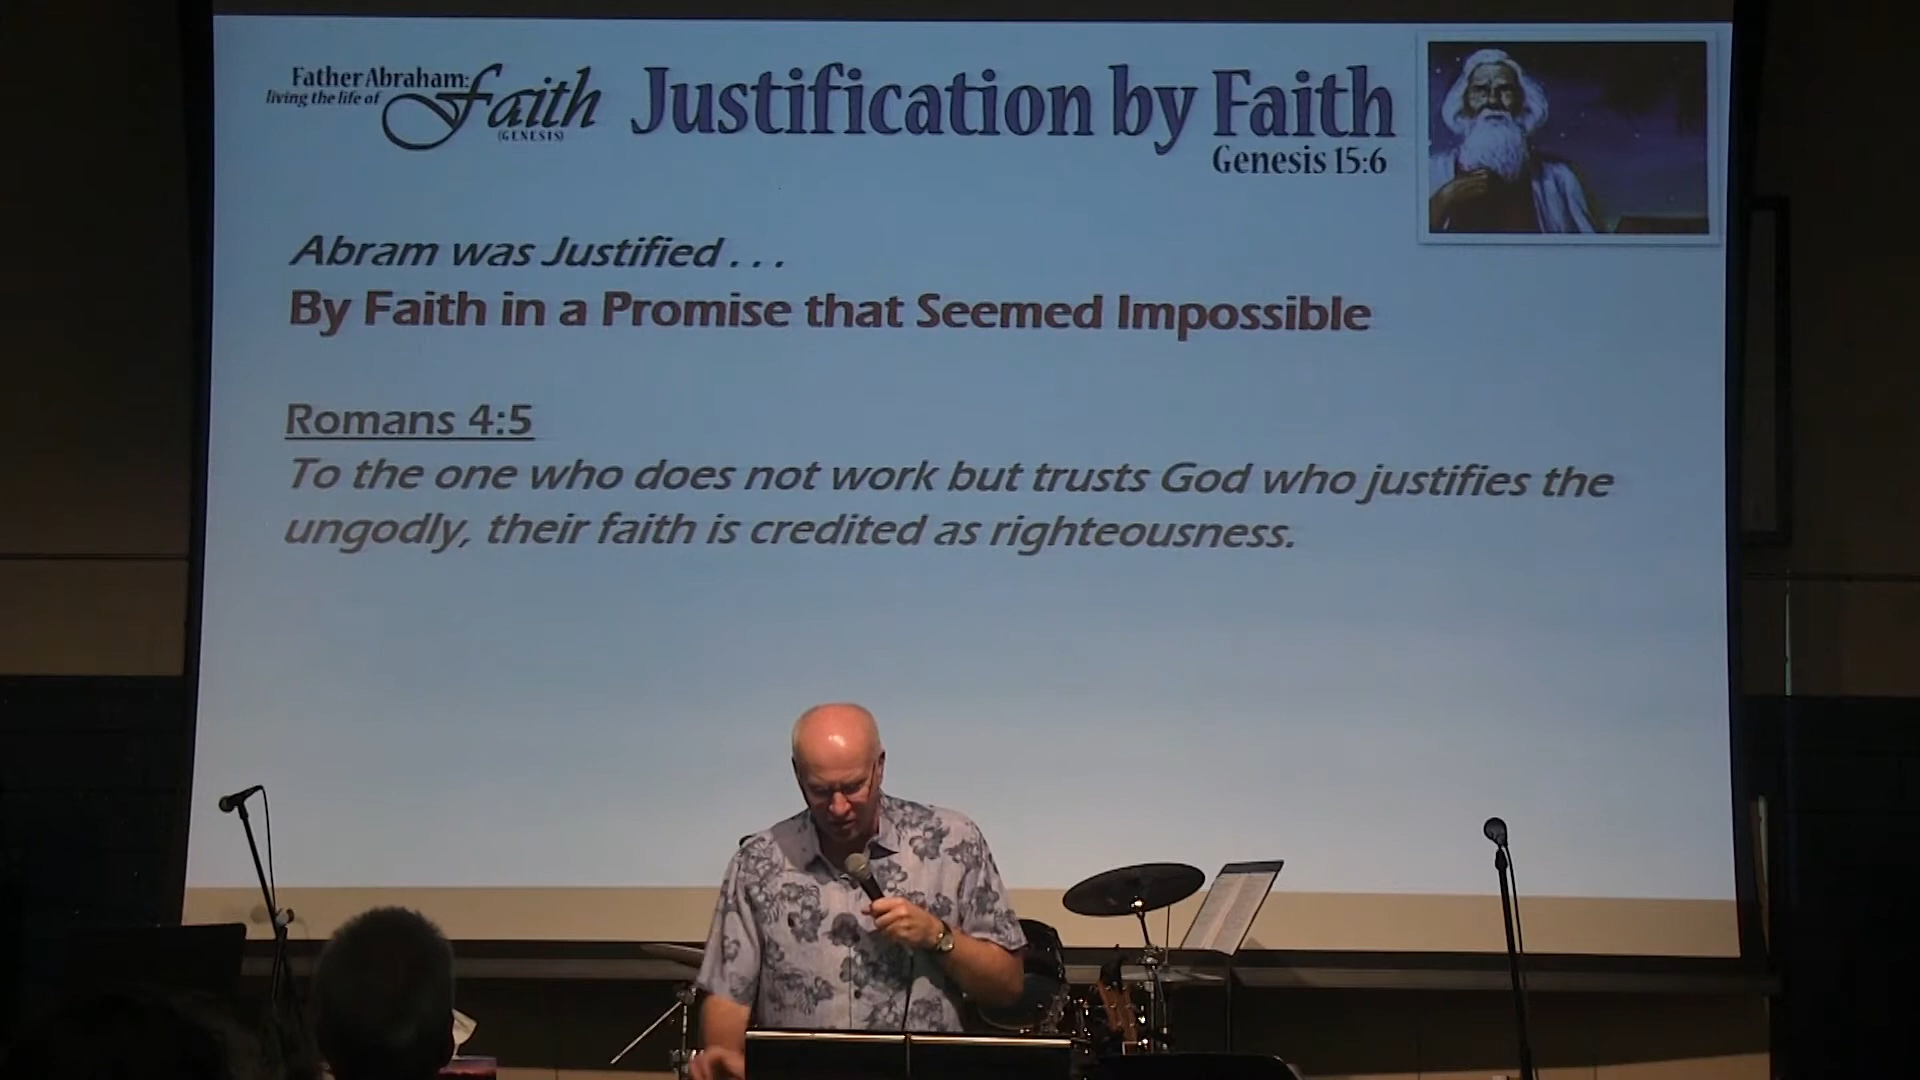 Father Abraham:
living the life of
Faith
(GENESIS)
Justification by Faith
Genesis 15:6
Abram was Justified . . .
By Faith in a Promise that Seemed Impossible
Romans 4:5
To the one who does not work but trusts God who justifies the
ungodly, their faith is credited as righteousness.